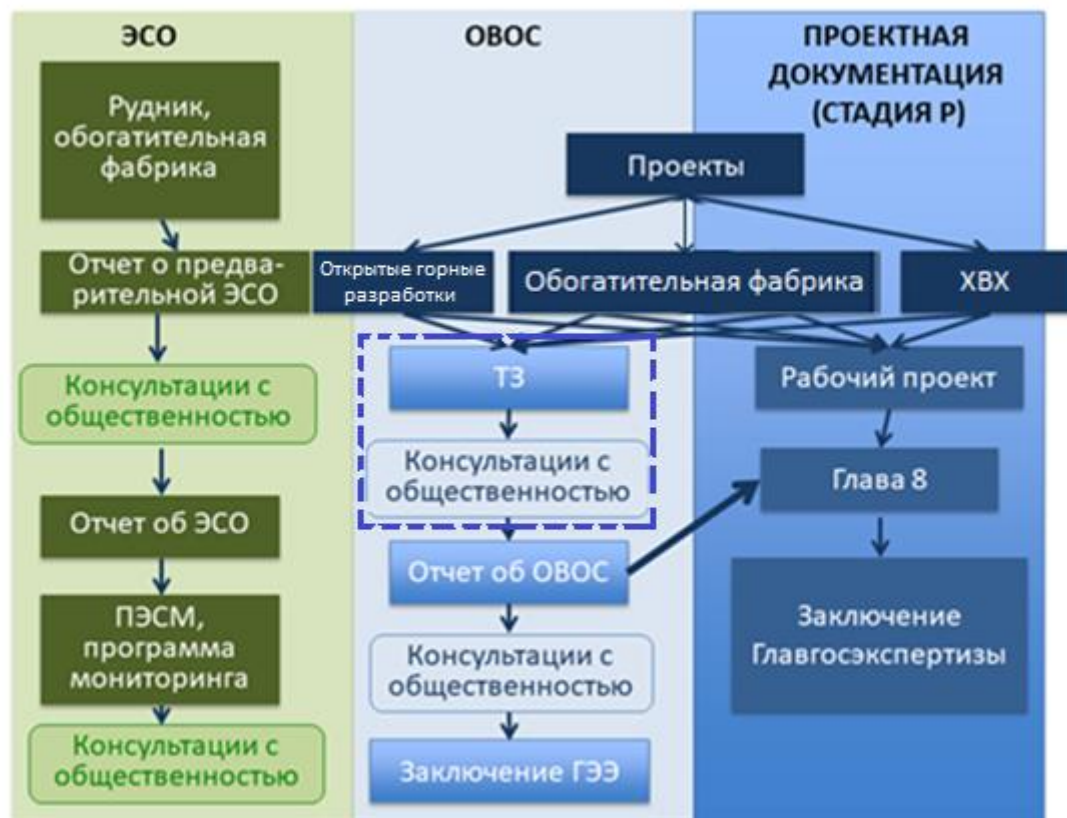 ЭСО
Рудник,
обогатительная
фабрика
Отчет о предва-
рительной ЭСО
Консультации с
общественностью
Отчет об ЭСО
ПЭСМ,
программа
мониторинга
Консультации с
общественностью
ОВОС
Проекты
Открытые горные
разработки
Обогатительная фабрика
ХВХ
ТЗ
Консультации с
общественностью
Отчет об ОВОС
Консультации с
общественностью
Заключение ГЭЭ
ПРОЕКТНАЯ
ДОКУМЕНТАЦИЯ
(СТАДИЯ Р)
Рабочий проект
Глава 8
Заключение
Главгосэкспертизы